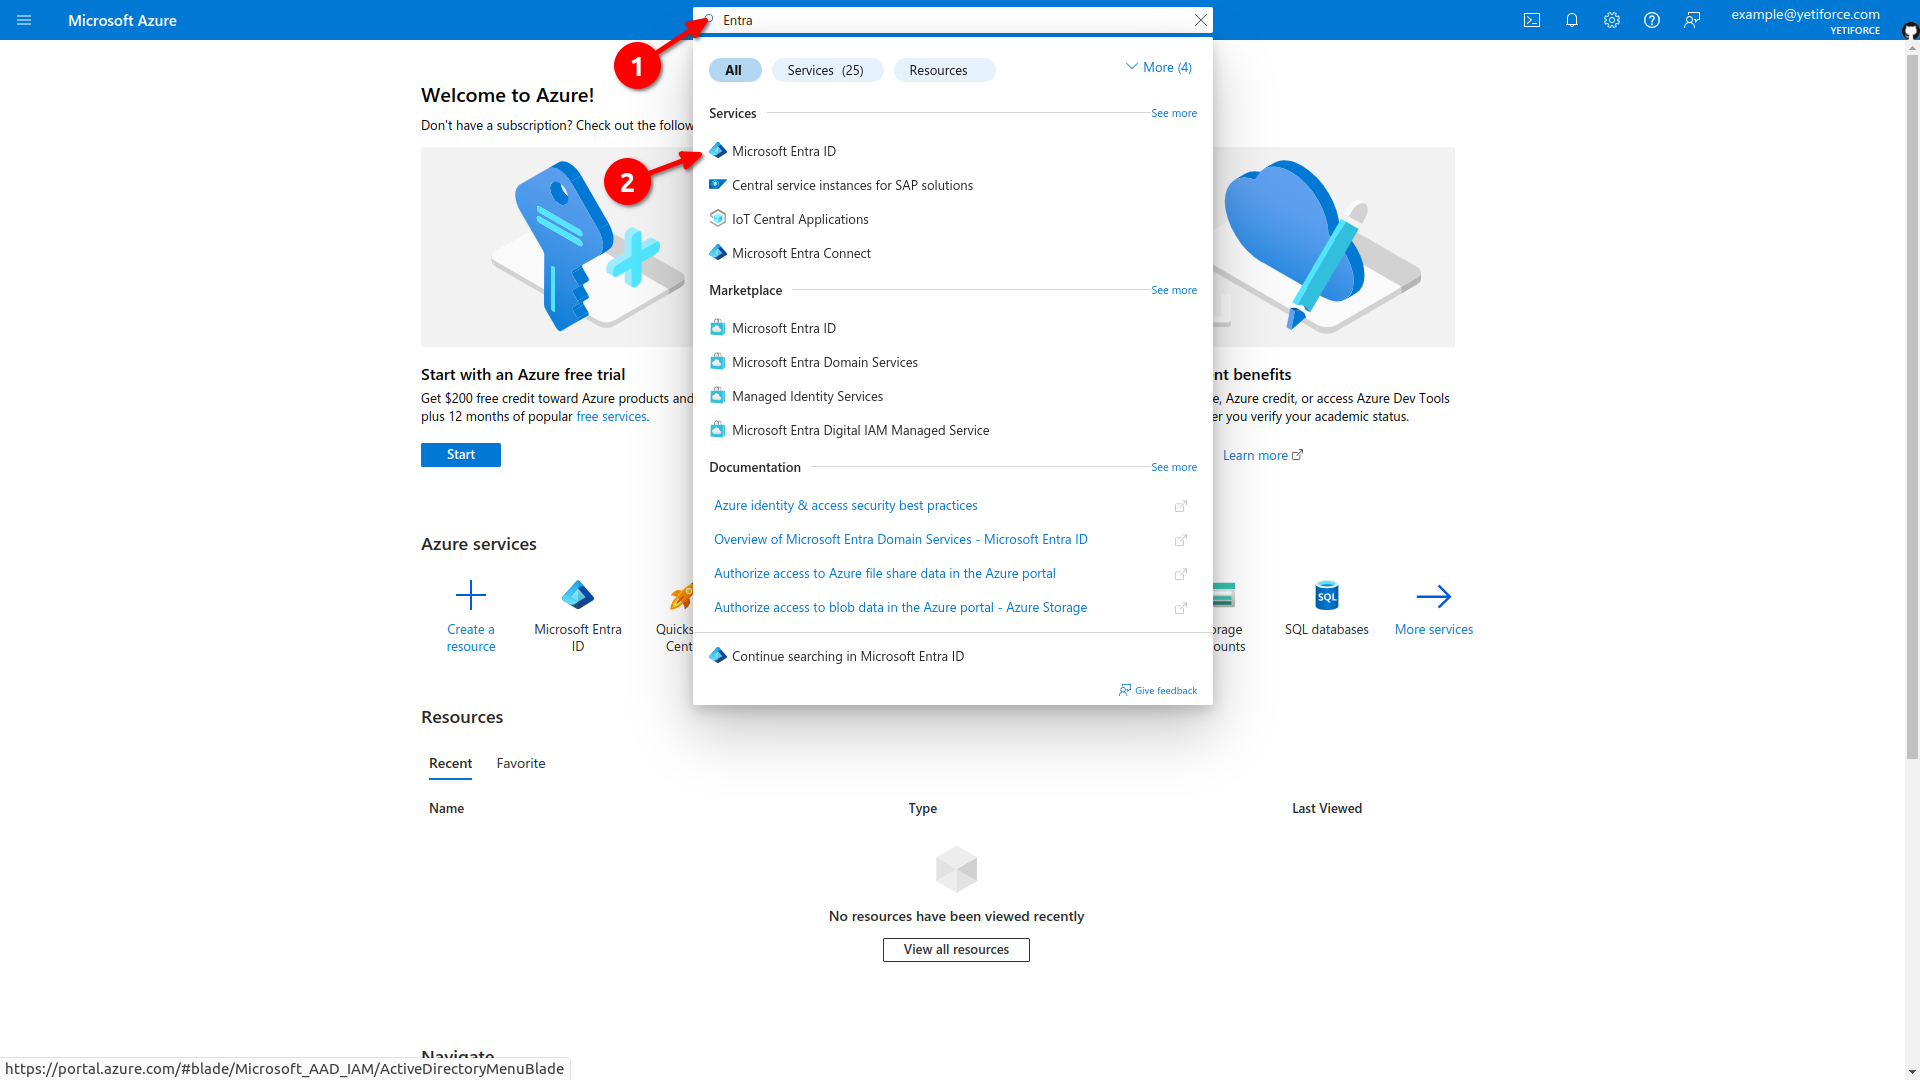 Microsoft Azure
Entra
example@yetiforce.com
YETIFORCE
1
All
Services (25)
Resources
More (4)
Welcome to Azure!
Don't have a subscription? Check out the follow
Services
See more
Microsoft Entra ID
2
Central service instances for SAP solutions
IoT Central Applications
Microsoft Entra Connect
Marketplace
See more
Microsoft Entra ID
Microsoft Entra Domain Services
Managed Identity Services
Microsoft Entra Digital IAM Managed Service
Start with an Azure free trial
Get $200 free credit toward Azure products and
plus 12 months of popular free services.
Start
nt benefits
e, Azure credit, or access Azure Dev Tools
er you verify your academic status.
Learn more
Documentation
See more
Azure identity & access security best practices
Overview of Microsoft Entra Domain Services - Microsoft Entra ID
Authorize access to Azure file share data in the Azure portal
Authorize access to blob data in the Azure portal - Azure Storage
Continue searching in Microsoft Entra ID
Give feedback
Azure services
Create a
resource
Microsoft Entra
ID
Quicks
Cent
orage
ounts
SQL
SQL databases
More services
Resources
Recent
Favorite
Name
Type
Last Viewed
No resources have been viewed recently
View all resources
Navigate
https://portal.azure.com/#blade/Microsoft_AAD_IAM/ActiveDirectoryMenuBlade